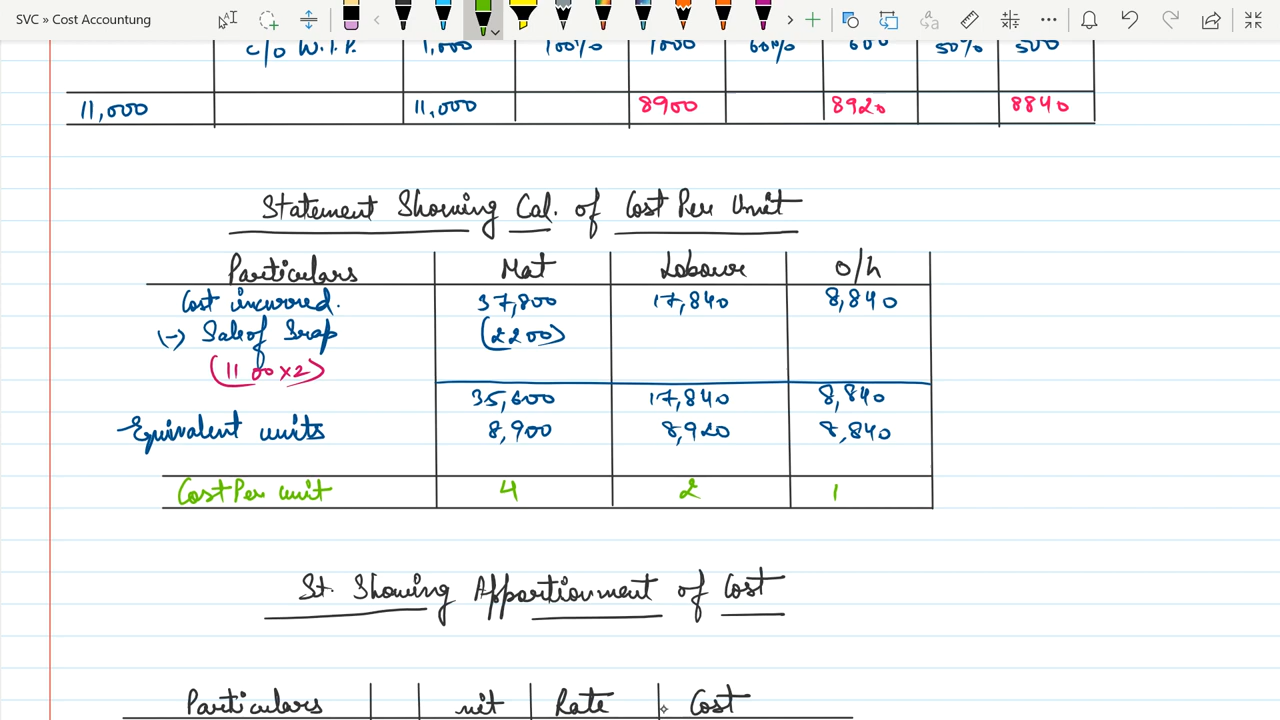 SVC » Cost Accountung
c/o W.I.P. 1,000 100% 1000 60% 600 50% 500
11,000 11,000 8900 8920 8840
Statement Showing Cal. of Cost Per Unit
Particulars Mat Labour O/h
Cost incurred. 37,800 17,840 8,840
(-) Sale of Scrap (2200)
(1100x2)
35,600 17,840 8,840
Equivalent units 8,900 8,920 8,840
Cost Per unit 4 2 1
St. Showing Apportionment of Cost
Particulars unit Rate Cost